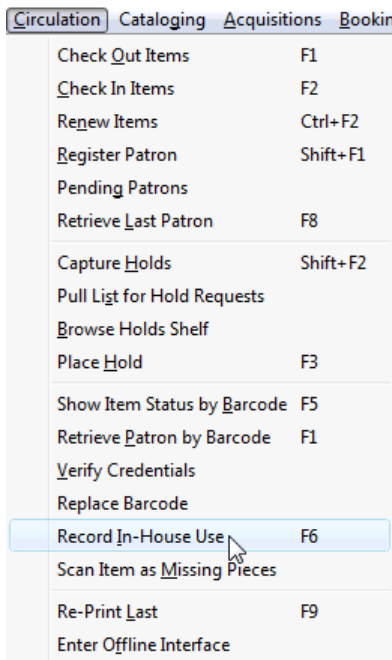 Circulation Cataloging Acquisitions Bookin
Check Out Items F1
Check In Items F2
Renew Items Ctrl+F2
Register Patron Shift+F1
Pending Patrons
Retrieve Last Patron F8
Capture Holds Shift+F2
Pull List for Hold Requests
Browse Holds Shelf
Place Hold F3
Show Item Status by Barcode F5
Retrieve Patron by Barcode F1
Verify Credentials
Replace Barcode
Record In-House Use F6
Scan Item as Missing Pieces
Re-Print Last F9
Enter Offline Interface